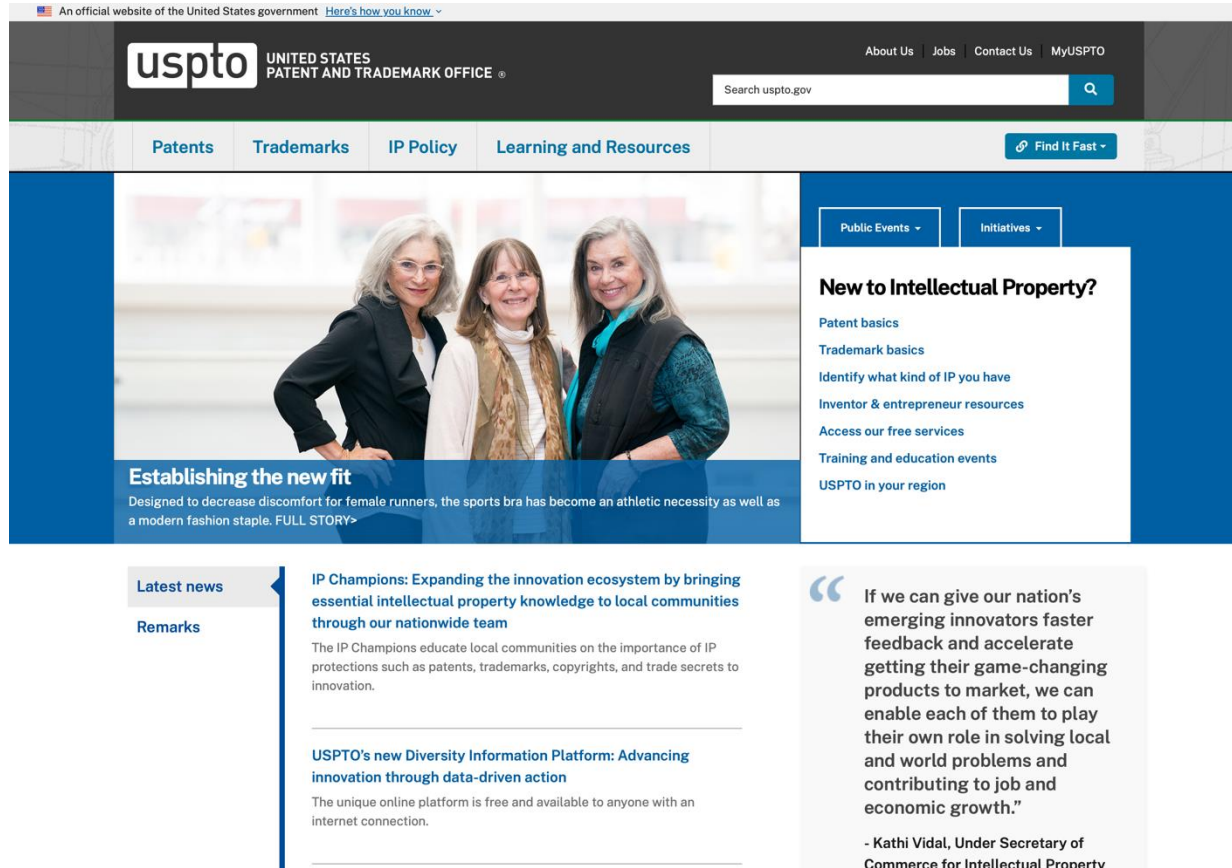 An official website of the United States government Here's how you know
uspto UNITED STATES
PATENT AND TRADEMARK OFFICE ®
About Us Jobs Contact Us MyUSPTO
Search uspto.gov
Patents Trademarks IP Policy Learning and Resources Find It Fast
Public Events Initiatives
New to Intellectual Property?
Patent basics
Trademark basics
Identify what kind of IP you have
Inventor & entrepreneur resources
Access our free services
Training and education events
USPTO in your region
Establishing the new fit
Designed to decrease discomfort for female runners, the sports bra has become an athletic necessity as well as
a modern fashion staple. FULL STORY>
Latest news
Remarks
IP Champions: Expanding the innovation ecosystem by bringing
essential intellectual property knowledge to local communities
through our nationwide team
The IP Champions educate local communities on the importance of IP
protections such as patents, trademarks, copyrights, and trade secrets to
innovation.
USPTO's new Diversity Information Platform: Advancing
innovation through data-driven action
The unique online platform is free and available to anyone with an
internet connection.
“
If we can give our nation's
emerging innovators faster
feedback and accelerate
getting their game-changing
products to market, we can
enable each of them to play
their own role in solving local
and world problems and
contributing to job and
economic growth.”
- Kathi Vidal, Under Secretary of
Commerce for Intellectual Property